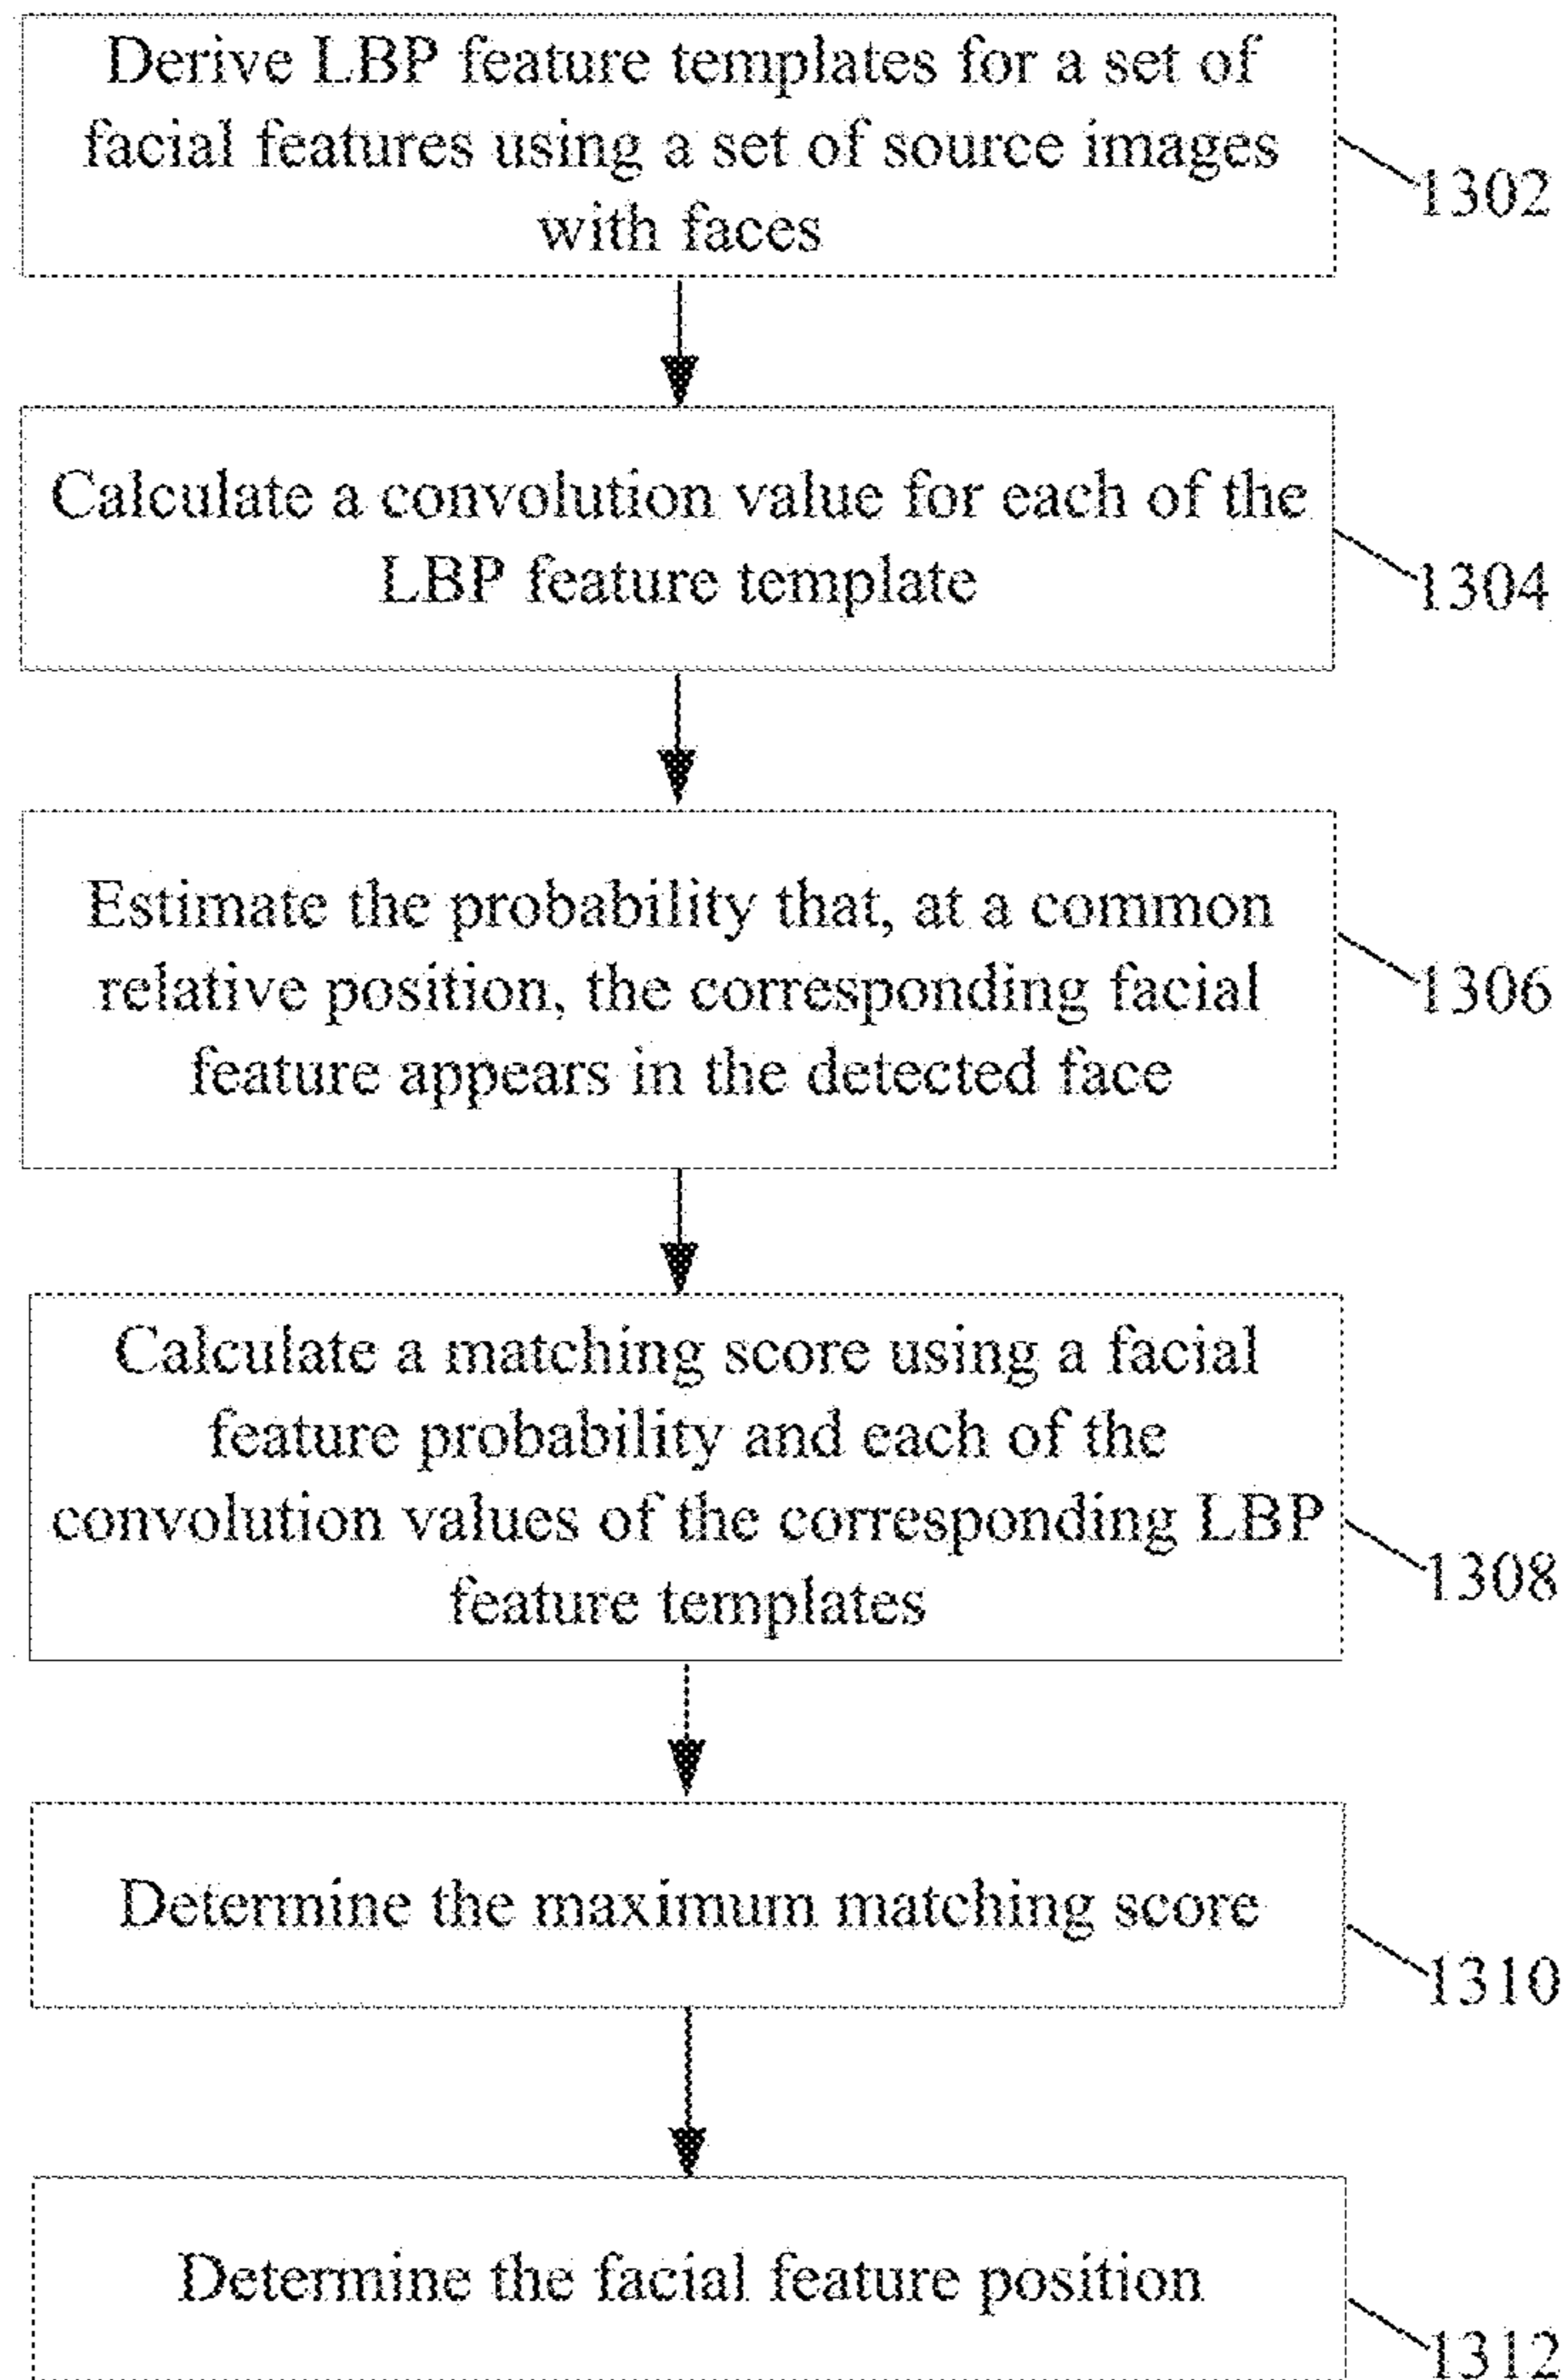 Derive LBP feature templates for a set of
facial features using a set of source images
with faces
1302
Calculate a convolution value for each of the
LBP feature template
1304
Estimate the probability that, at a common
relative position, the corresponding facial
feature appears in the detected face
1306
Calculate a matching score using a facial
feature probability and each of the
convolution values of the corresponding LBP
feature templates
1308
Determine the maximum matching score
1310
Determine the facial feature position
1312